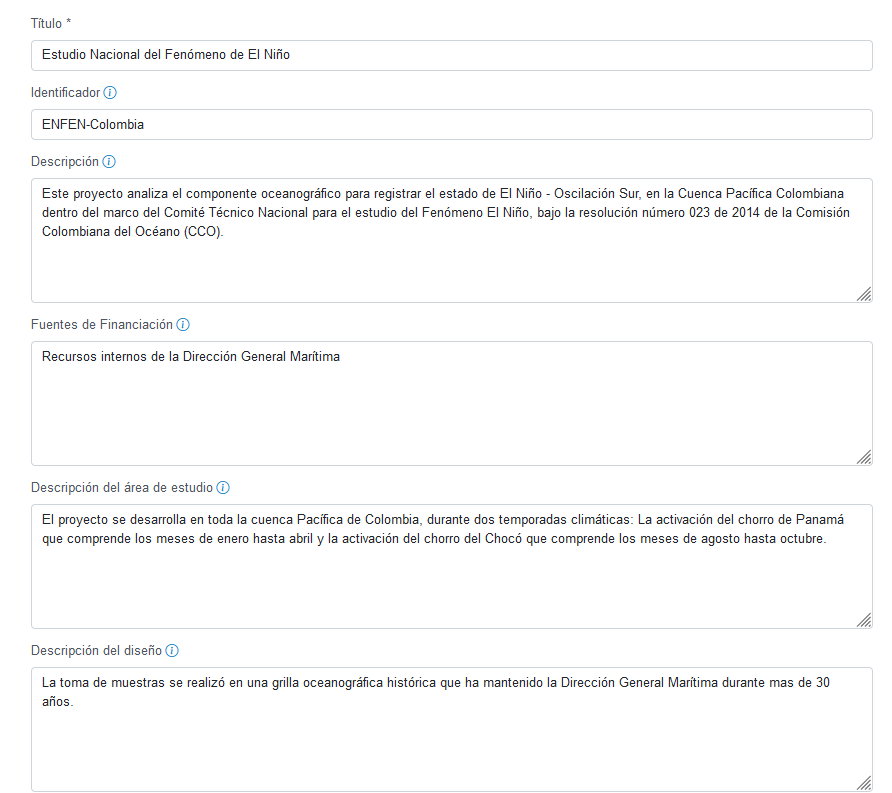 Título *
Estudio Nacional del Fenómeno de El Niño
Identificador
ENFEN-Colombia
Descripción
Este proyecto analiza el componente oceanográfico para registrar el estado de El Niño - Oscilación Sur, en la Cuenca Pacífica Colombiana
dentro del marco del Comité Técnico Nacional para el estudio del Fenómeno El Niño, bajo la resolución número 023 de 2014 de la Comisión
Colombiana del Océano (CCO).
Fuentes de Financiación
Recursos internos de la Dirección General Marítima
Descripción del área de estudio
El proyecto se desarrolla en toda la cuenca Pacífica de Colombia, durante dos temporadas climáticas: La activación del chorro de Panamá
que comprende los meses de enero hasta abril y la activación del chorro del Chocó que comprende los meses de agosto hasta octubre.
Descripción del diseño
La toma de muestras se realizó en una grilla oceanográfica histórica que ha mantenido la Dirección General Marítima durante mas de 30
años.